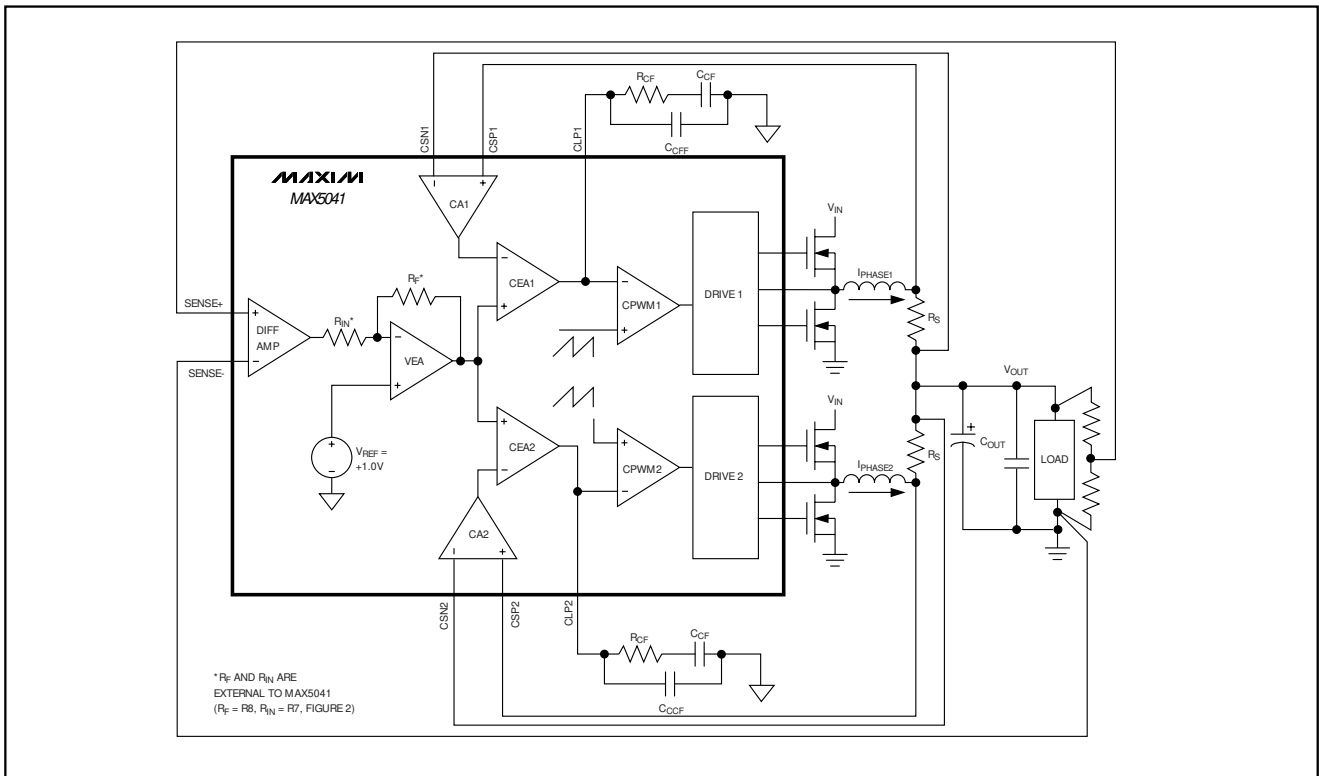 RCF
CCF
CCFF
CSN1
CSP1
CLP1
MAXIM
MAX5041
CA1
VIN
RF*
CEA1
CPWM1
DRIVE 1
IPHASE1
SENSE+
RIN*
RS
DIFF
AMP
VEA
SENSE-
VOUT
VIN
VREF =
+1.0V
CEA2
CPWM2
DRIVE 2
RS
COUT
LOAD
IPHASE2
CA2
CSN2
CSP2
CLP2
RCF
CCF
CCCF
*RF AND RIN ARE
EXTERNAL TO MAX5041
(RF = R8, RIN = R7, FIGURE 2)